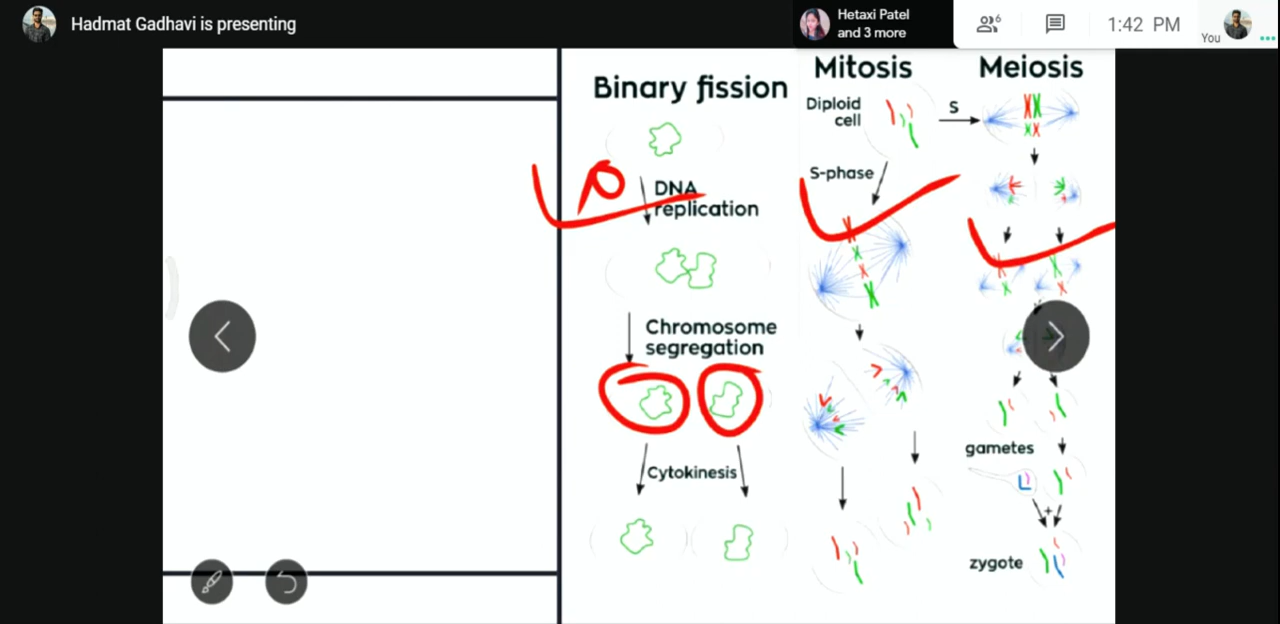 Hadmat Gadhavi is presenting
Hetaxi Patel
and 3 more
6
1:42 PM
You
Binary fission
DNA
replication
Chromosome
segregation
Cytokinesis
Mitosis
Diploid
cell
S-phase
S
Meiosis
gametes
+
zygote